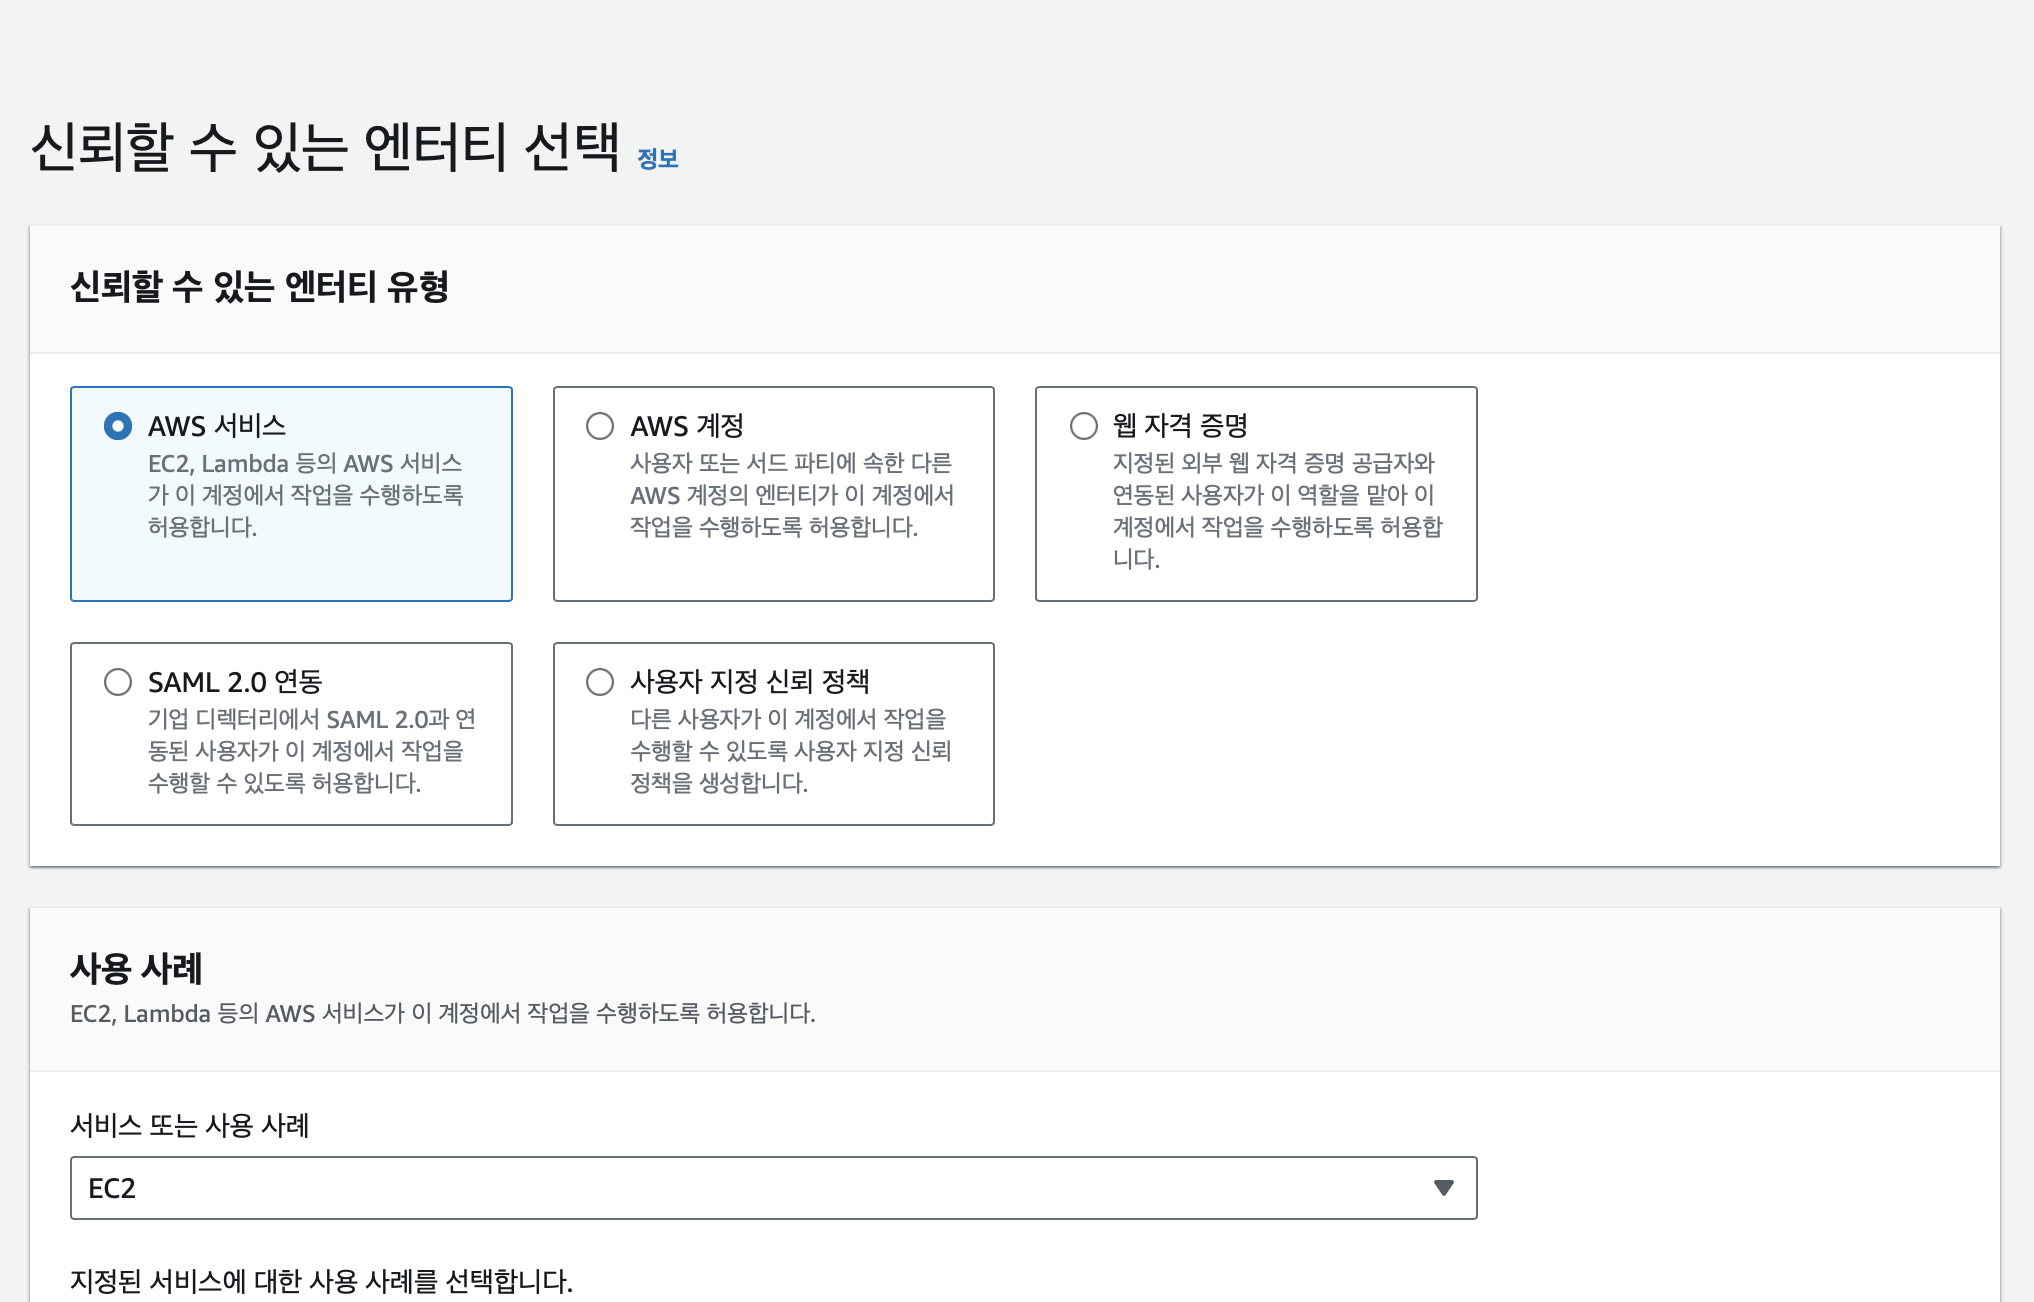 신뢰할 수 있는 엔터티 선택 정보
신뢰할 수 있는 엔터티 유형
AWS 서비스
EC2, Lambda 등의 AWS 서비스
가 이 계정에서 작업을 수행하도록
허용합니다.
AWS 계정
사용자 또는 서드 파티에 속한 다른
AWS 계정의 엔터티가 이 계정에서
작업을 수행하도록 허용합니다.
웹 자격 증명
지정된 외부 웹 자격 증명 공급자와
연동된 사용자가 이 역할을 맡아 이
계정에서 작업을 수행하도록 허용합
니다.
SAML 2.0 연동
기업 디렉터리에서 SAML 2.0과 연
동된 사용자가 이 계정에서 작업을
수행할 수 있도록 허용합니다.
사용자 지정 신뢰 정책
다른 사용자가 이 계정에서 작업을
수행할 수 있도록 사용자 지정 신뢰
정책을 생성합니다.
사용 사례
EC2, Lambda 등의 AWS 서비스가 이 계정에서 작업을 수행하도록 허용합니다.
서비스 또는 사용 사례
EC2
지정된 서비스에 대한 사용 사례를 선택합니다.